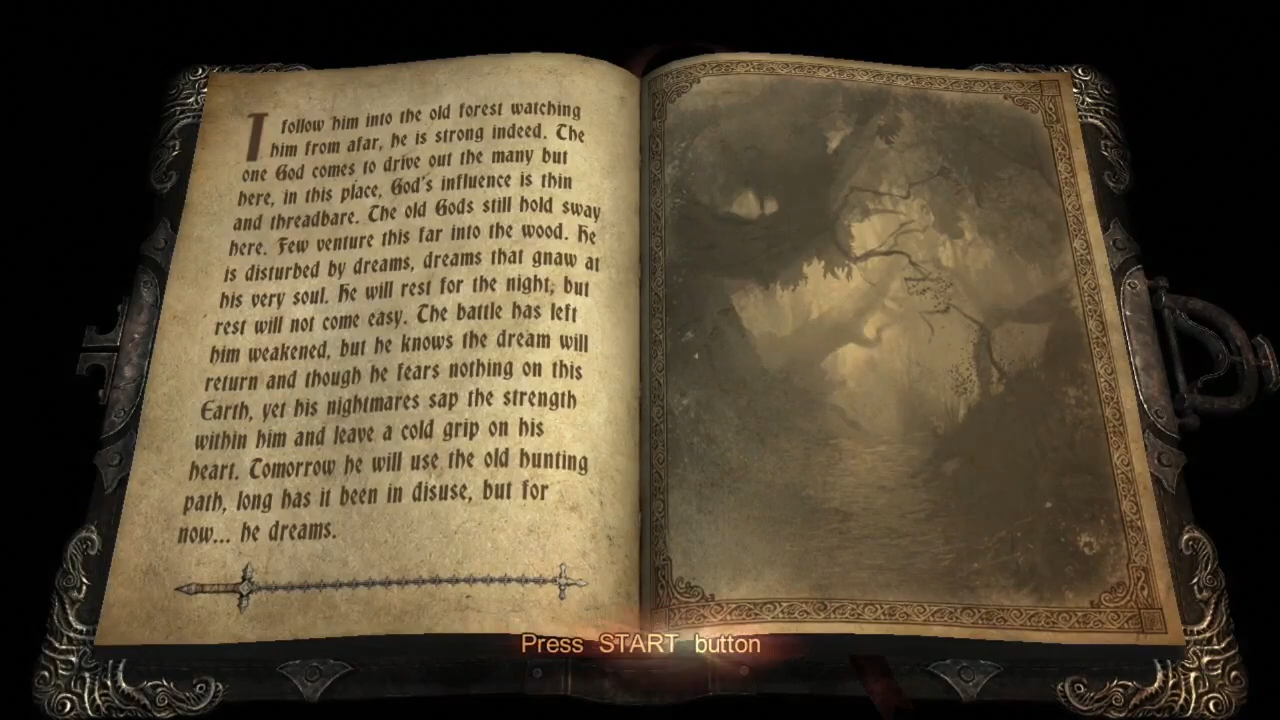 I follow him into the old forest watching
him from afar, he is strong indeed. The
one God comes to drive out the many but
here, in this place, God's influence is thin
and threadbare. The old Gods still hold sway
here. Few venture this far into the wood. He
is disturbed by dreams, dreams that gnaw at
his very soul. He will rest for the night, but
rest will not come easy. The battle has left
him weakened, but he knows the dream will
return and though he fears nothing on this
Earth, yet his nightmares sap the strength
within him and leave a cold grip on his
heart. Tomorrow he will use the old hunting
path, long has it been in disuse, but for
now... he dreams.
Press START button